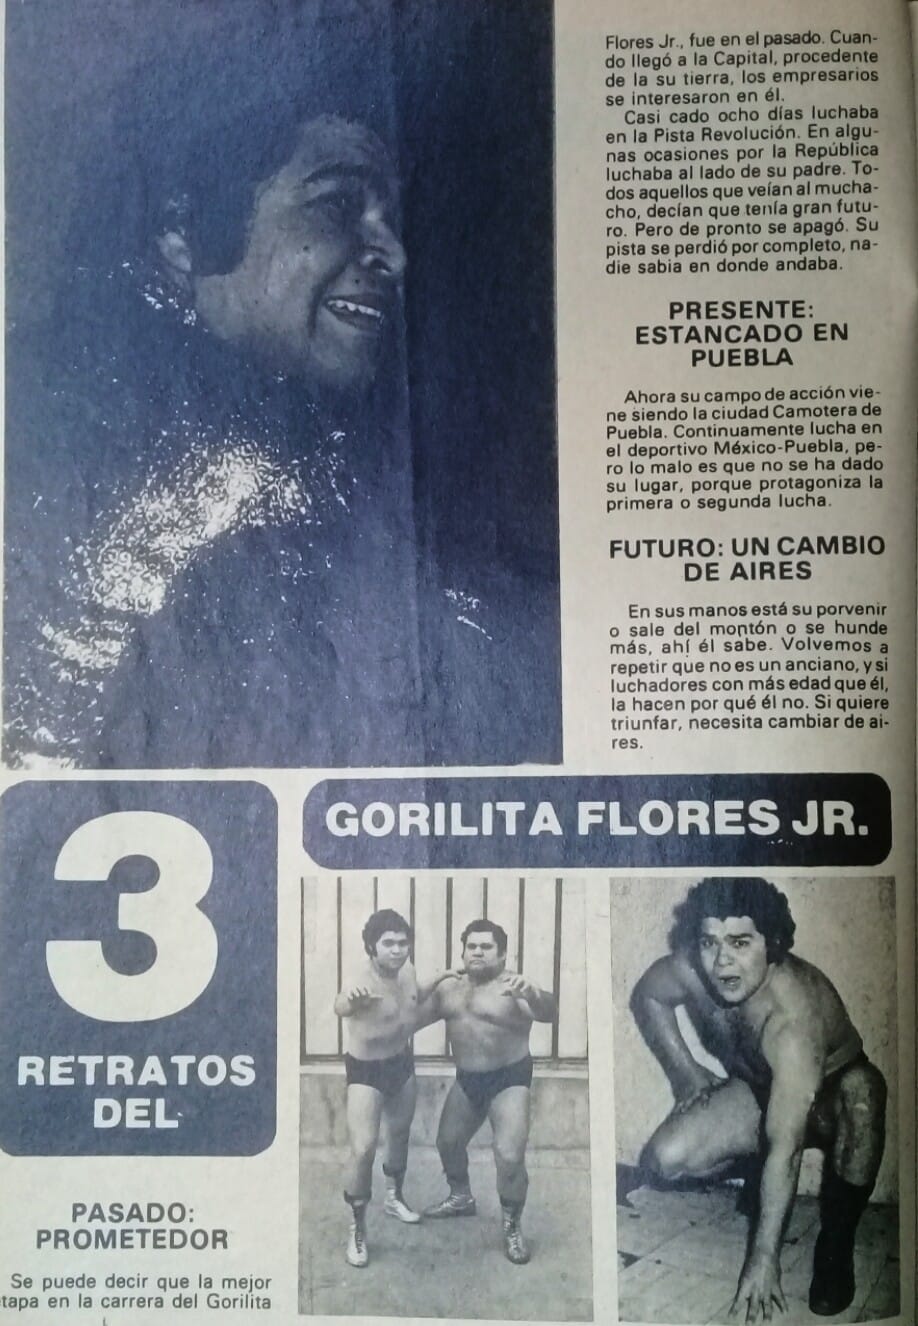 3
RETRATOS
DEL
GORILITA FLORES JR.
PASADO:
PROMETEDOR
Se puede decir que la mejor
tapa en la carrera del Gorilita
Flores Jr., fue en el pasado. Cuan-
do llegó a la Capital, procedente
de la su tierra, los empresarios
se interesaron en él.
Casi cado ocho días luchaba
en la Pista Revolución. En algu-
nas ocasiones por la República
luchaba al lado de su padre. To-
dos aquellos que veían al mucha-
cho, decían que tenía gran futu-
ro. Pero de pronto se apagó. Su
pista se perdió por completo, na-
die sabia en donde andaba.
PRESENTE:
ESTANCADO EN
PUEBLA
Ahora su campo de acción vie-
ne siendo la ciudad Camotera de
Puebla. Continuamente lucha en
el deportivo México-Puebla, pe-
ro lo malo es que no se ha dado
su lugar, porque protagoniza la
primera o segunda lucha.
FUTURO: UN CAMBIO
DE AIRES
En sus manos está su porvenir
o sale del montón o se hunde
más, ahí él sabe. Volvemos a
repetir que no es un anciano, y si
luchadores con más edad que él,
la hacen por qué él no. Si quiere
triunfar, necesita cambiar de ai-
res.